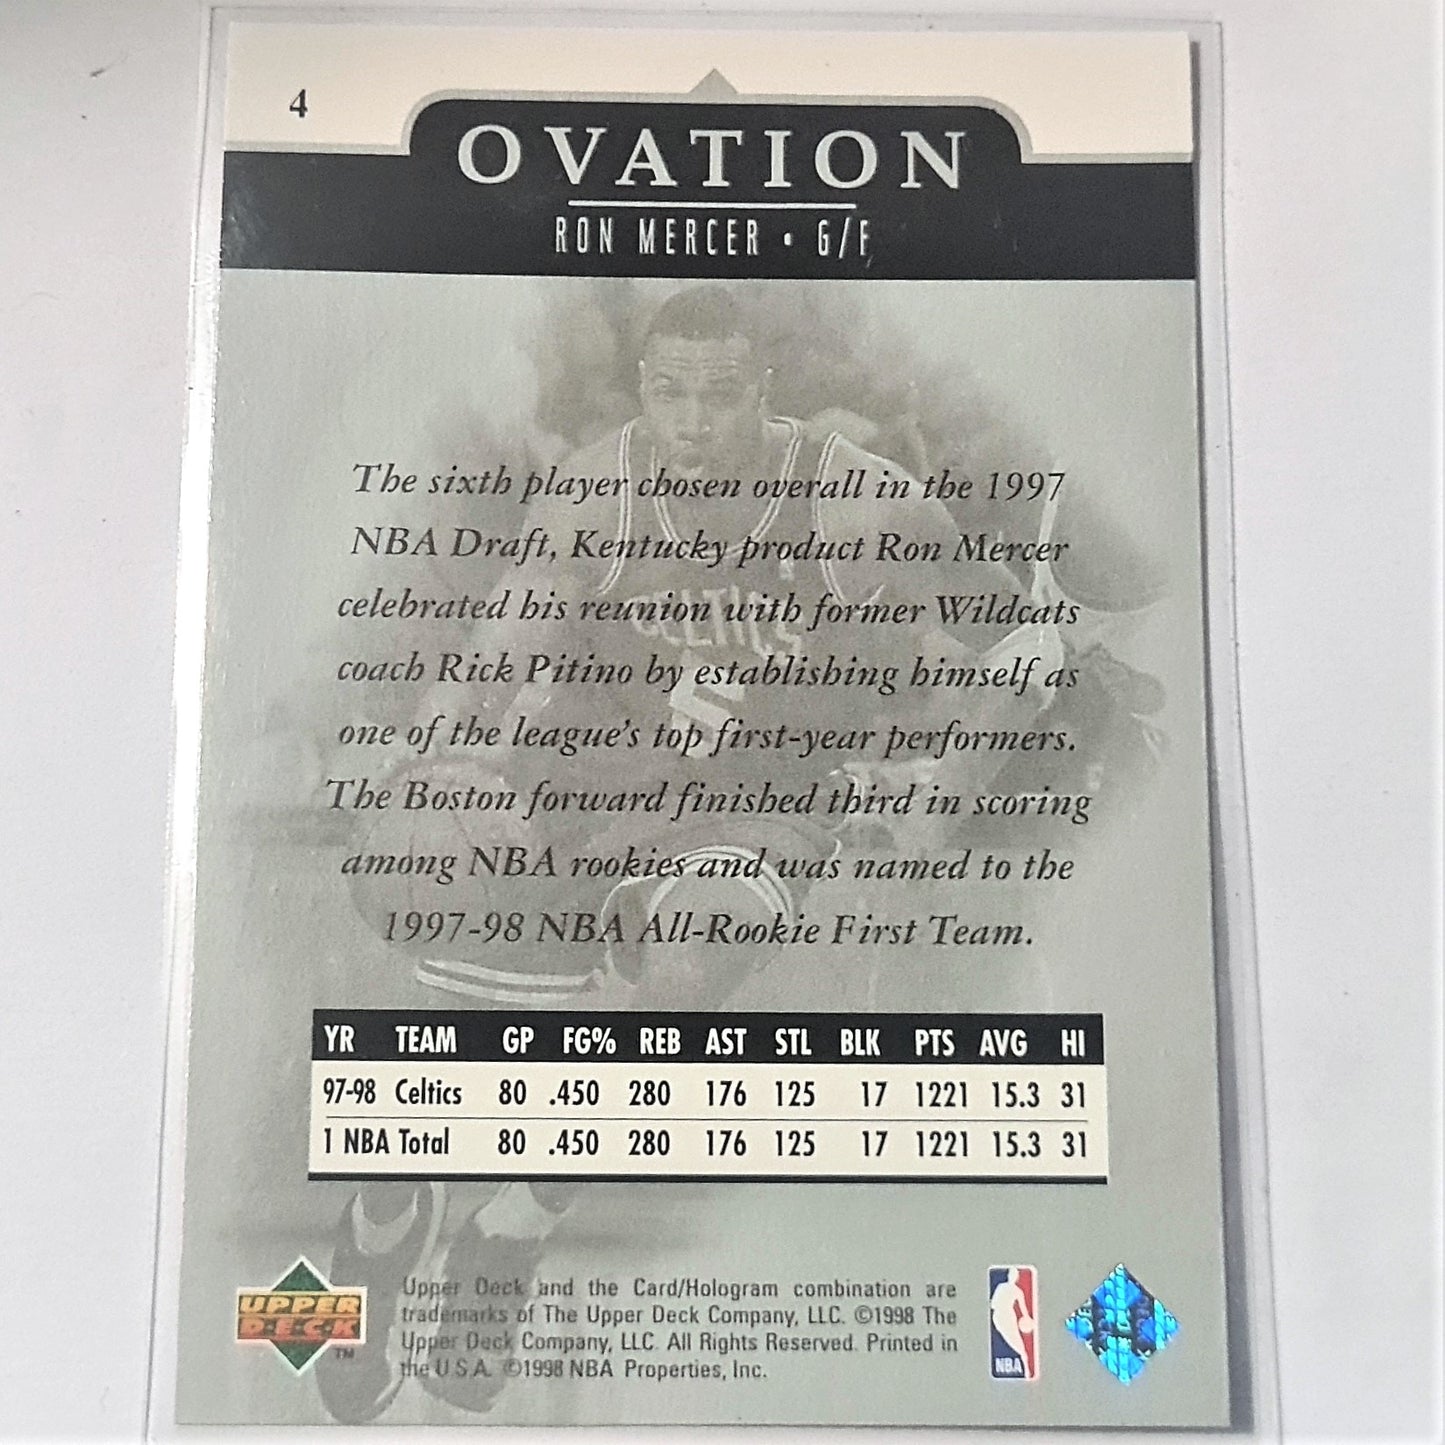 4
OVATION
RON MERCER • G/F
The sixth player chosen overall in the 1997
NBA Draft, Kentucky product Ron Mercer
celebrated his reunion with former Wildcats
coach Rick Pitino by establishing himself as
one of the league's top first-year performers.
The Boston forward finished third in scoring
among NBA rookies and was named to the
1997-98 NBA All-Rookie First Team.
CELTICS
5
YR TEAM GP FG% REB AST STL BLK PTS AVG HI
97-98 Celtics 80 .450 280 176 125 17 1221 15.3 31
1 NBA Total 80 .450 280 176 125 17 1221 15.3 31
UPPER
D·E·C·K
TM
Upper Deck and the Card/Hologram combination are
trademarks of The Upper Deck Company, LLC. ©1998 The
Upper Deck Company, LLC. All Rights Reserved. Printed in
the U.S.A. ©1998 NBA Properties, Inc.
NBA